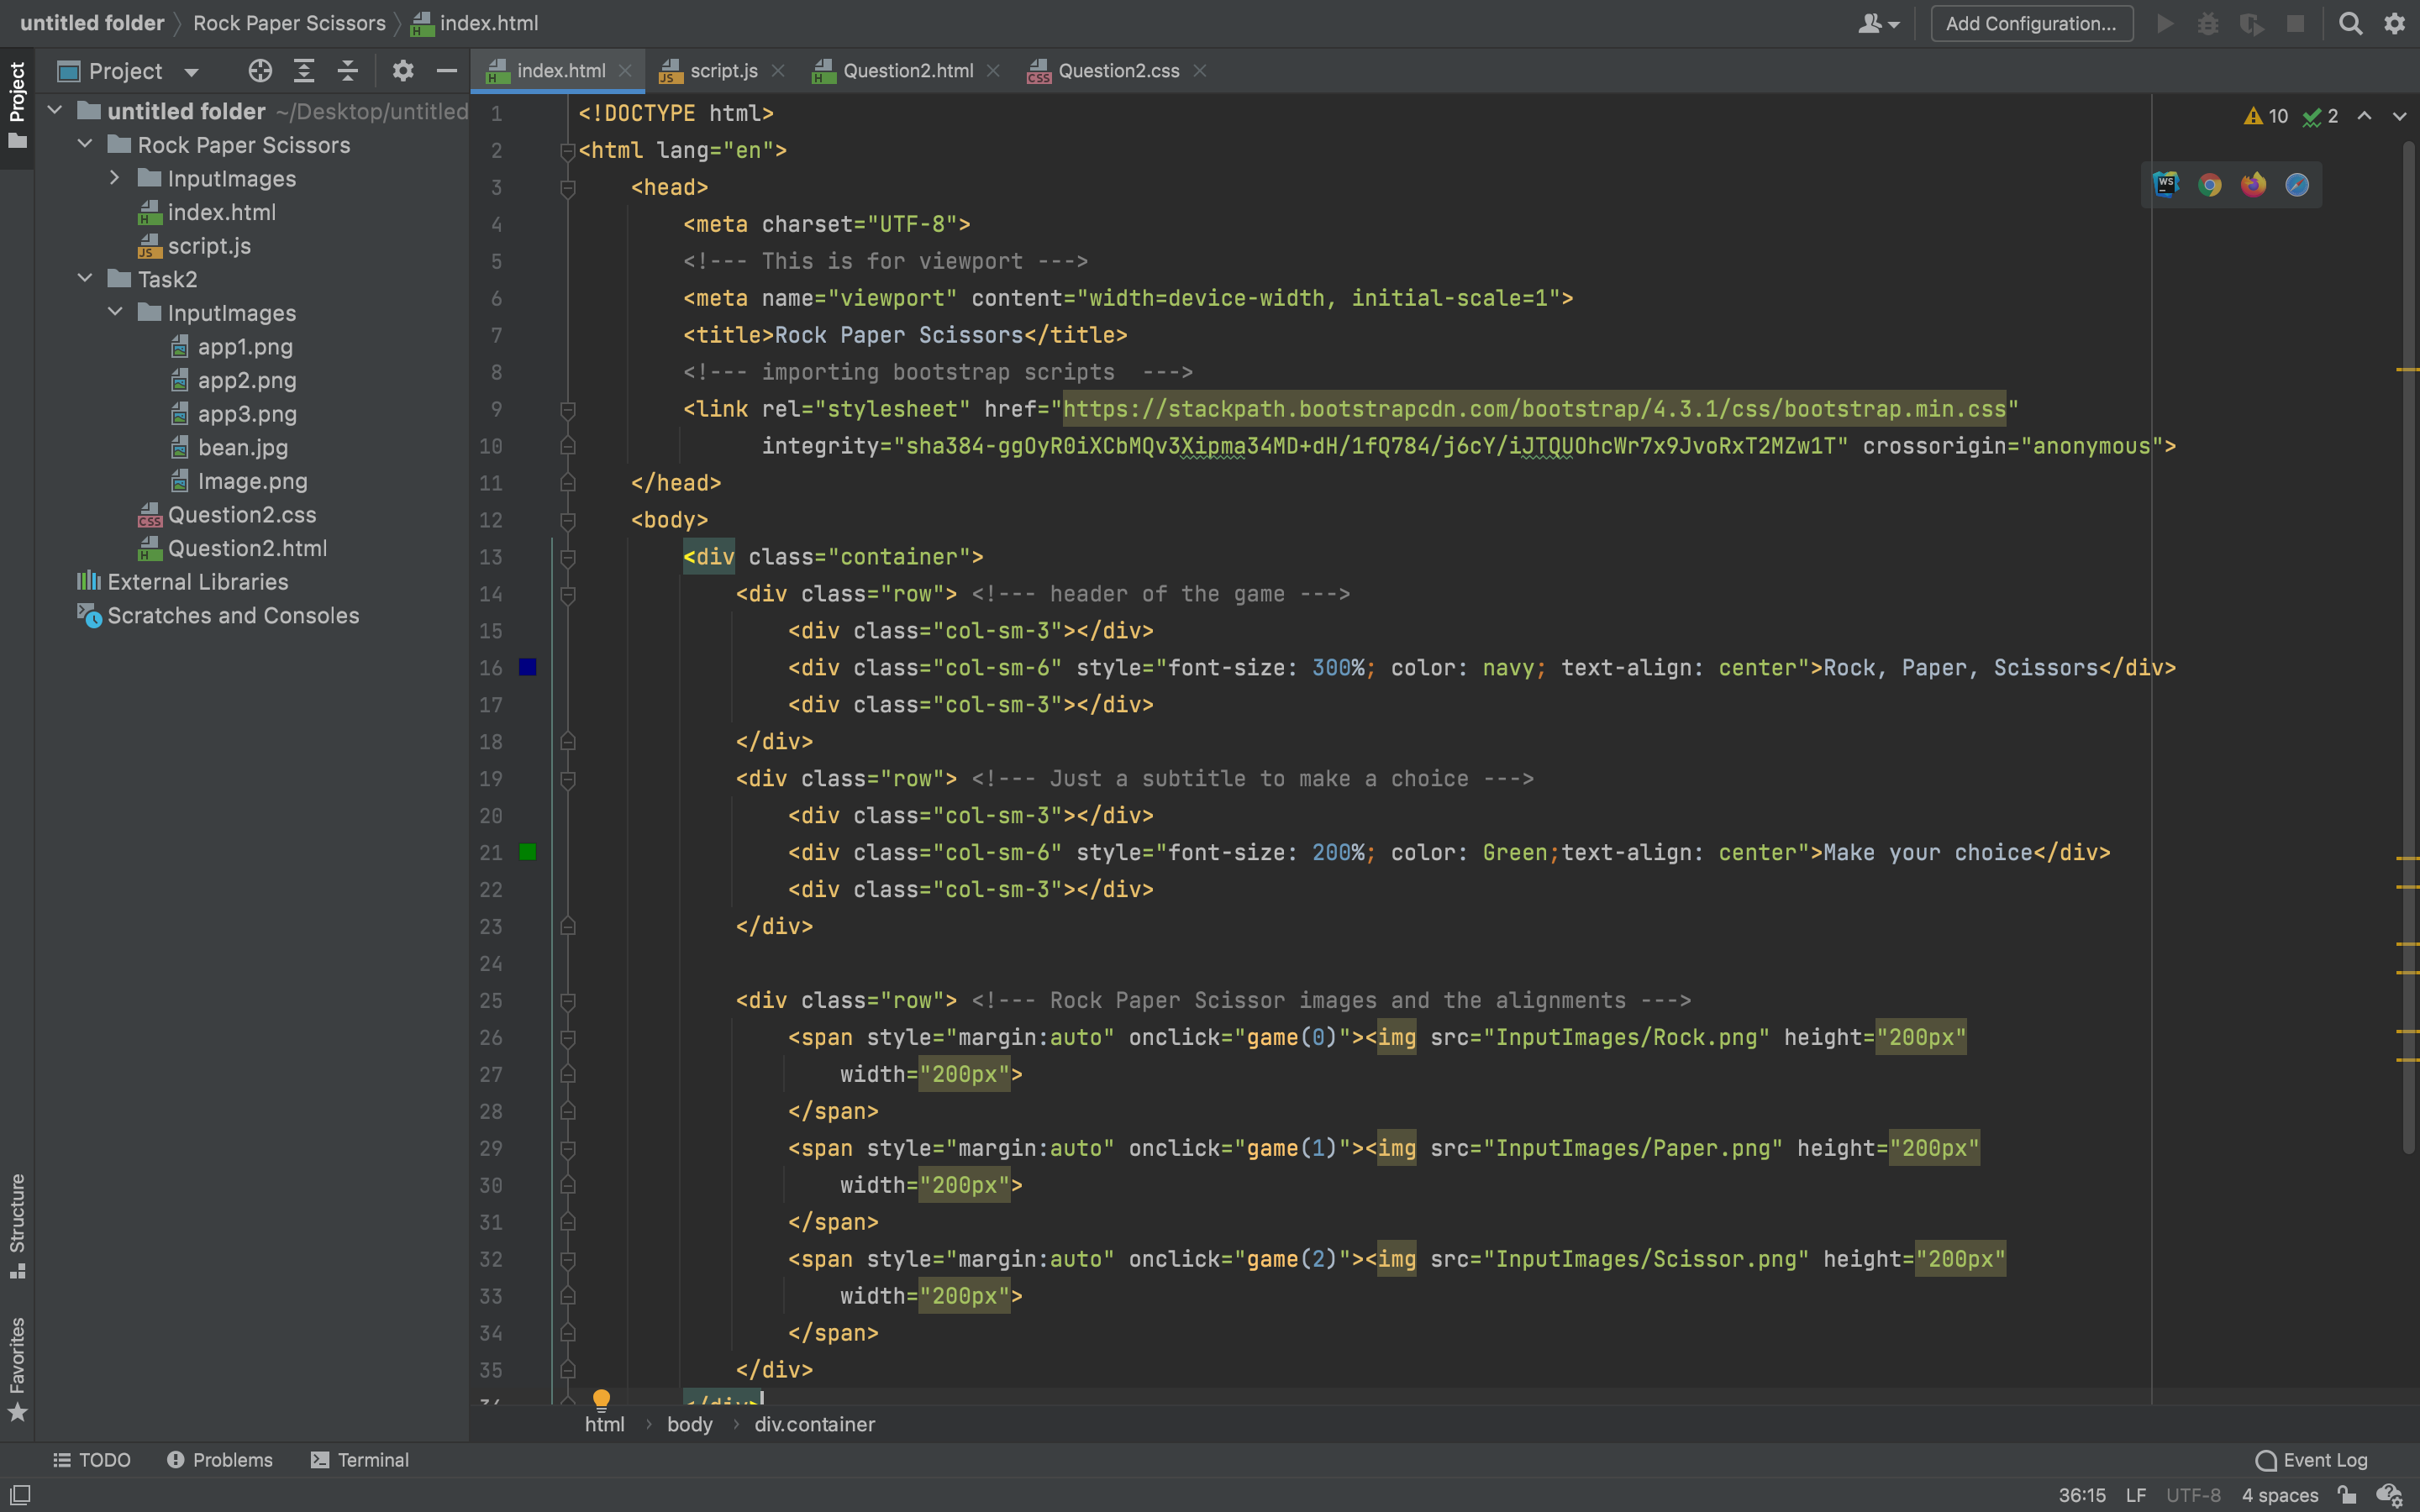 untitled folder Rock Paper Scissors index.html
Add Configuration...
Project
index.html script.js Question2.html Question2.css
Project
untitled folder ~/Desktop/untitled
Rock Paper Scissors
InputImages
index.html
script.js
Task2
InputImages
app1.png
app2.png
app3.png
bean.jpg
Image.png
Question2.css
Question2.html
External Libraries
Scratches and Consoles
10 2
1 <!DOCTYPE html>
2 <html lang="en">
3 <head>
4 <meta charset="UTF-8">
5 <!--- This is for viewport --->
6 <meta name="viewport" content="width=device-width, initial-scale=1">
7 <title>Rock Paper Scissors</title>
8 <!--- importing bootstrap scripts  --->
9 <link rel="stylesheet" href="https://stackpath.bootstrapcdn.com/bootstrap/4.3.1/css/bootstrap.min.css"
10 integrity="sha384-ggOyR0iXCbMQv3Xipma34MD+dH/1fQ784/j6cY/iJTQUOhcWr7x9JvoRxT2MZw1T" crossorigin="anonymous">
11 </head>
12 <body>
13 <div class="container">
14 <div class="row"> <!--- header of the game --->
15 <div class="col-sm-3"></div>
16 <div class="col-sm-6" style="font-size: 300%; color: navy; text-align: center">Rock, Paper, Scissors</div>
17 <div class="col-sm-3"></div>
18 </div>
19 <div class="row"> <!--- Just a subtitle to make a choice --->
20 <div class="col-sm-3"></div>
21 <div class="col-sm-6" style="font-size: 200%; color: Green;text-align: center">Make your choice</div>
22 <div class="col-sm-3"></div>
23 </div>
24
25 <div class="row"> <!--- Rock Paper Scissor images and the alignments --->
26 <span style="margin:auto" onclick="game(0)"><img src="InputImages/Rock.png" height="200px"
27 width="200px">
28 </span>
29 <span style="margin:auto" onclick="game(1)"><img src="InputImages/Paper.png" height="200px"
30 width="200px">
31 </span>
32 <span style="margin:auto" onclick="game(2)"><img src="InputImages/Scissor.png" height="200px"
33 width="200px">
34 </span>
35 </div>
</div>
WS
Structure
Favorites
html body div.container
TODO Problems Terminal Event Log
36:15 LF UTF-8 4 spaces